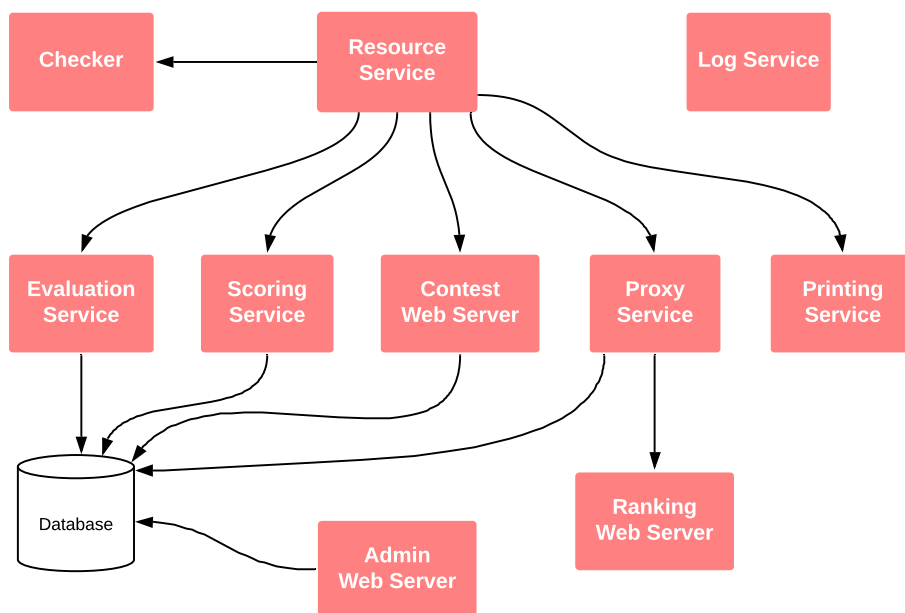 Checker
Resource
Service
Log Service
Evaluation
Service
Scoring
Service
Contest
Web Server
Proxy
Service
Printing
Service
Database
Ranking
Web Server
Admin
Web Server